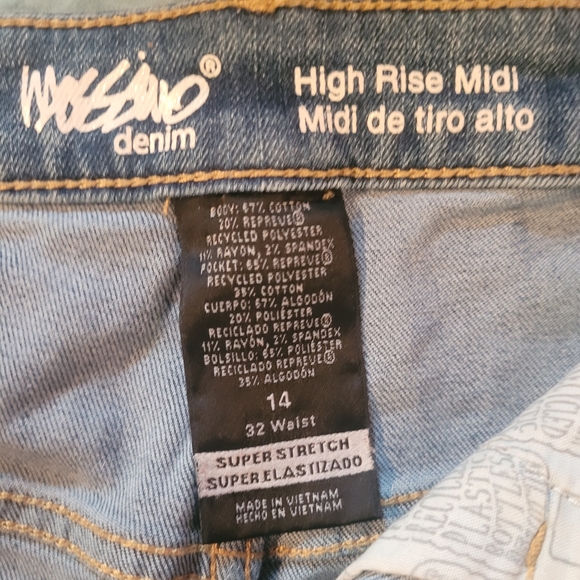 mossimo®
denim
High Rise Midi
Midi de tiro alto
BODY: 67% COTTON
20% REPREVE®
RECYCLED POLYESTER
11% RAYON, 2% SPANDEX
POCKET: 65% REPREVE®
RECYCLED POLYESTER
35% COTTON
CUERPO: 67% ALGODÓN
20% POLIÉSTER
RECICLADO REPREVE®
11% RAYÓN, 2% SPANDEX
BOLSILLO: 65% POLIÉSTER
RECICLADO REPREVE®
35% ALGODÓN
14
32 Waist
SUPER STRETCH
SUPER ELASTIZADO
MADE IN VIETNAM
HECHO EN VIETNAM